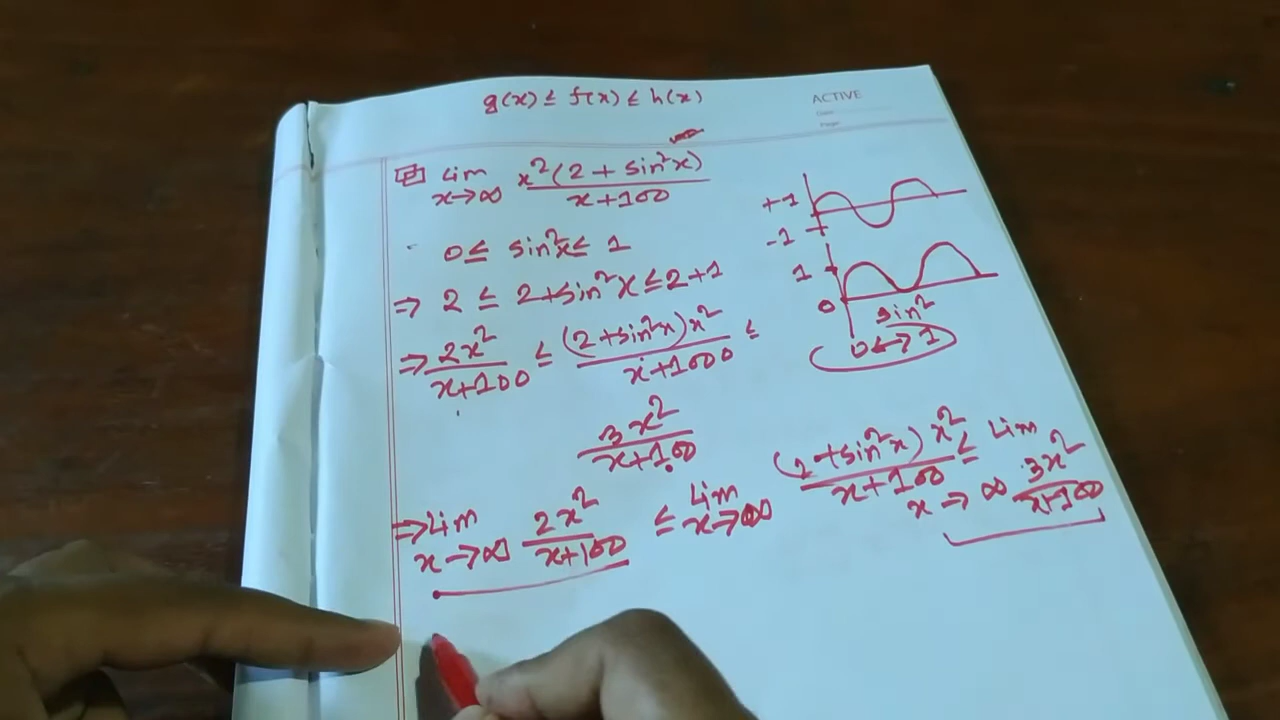 g(x) ≤ f(x) ≤ h(x)
ACTIVE
Lim x→∞ x²(2 + sin²x) / x+100
0 ≤ sin²x ≤ 1
⇒ 2 ≤ 2+sin²x ≤ 2+1
⇒ 2x² / x+100 ≤ (2+sin²x)x² / x+100 ≤
3x² / x+100
⇒ Lim x→∞ 2x² / x+100 ≤ Lim x→∞ (2+sin²x) x² / x+100 ≤ Lim x→∞ 3x² / x+100
+1
-1
1
0
sin²
0↔1